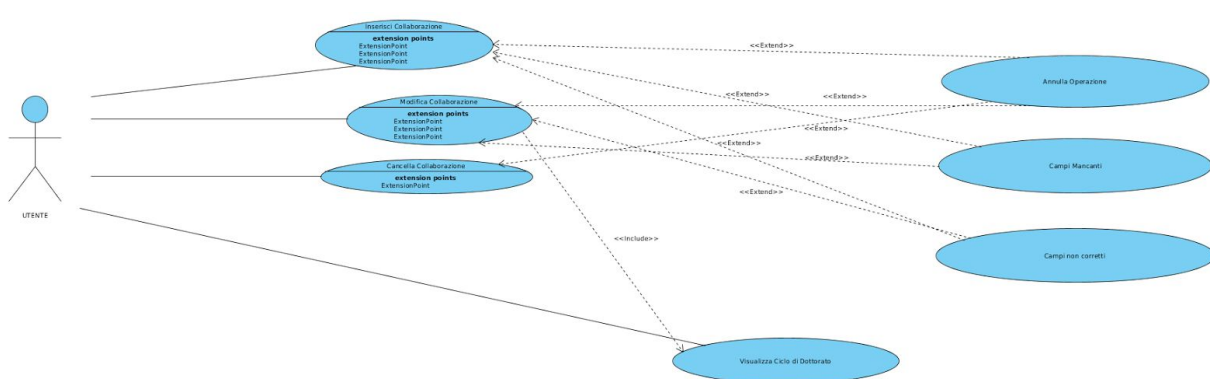 Inserisci Collaborazione
extension points
ExtensionPoint
ExtensionPoint
ExtensionPoint
<<Extend>>
Annulla Operazione
<<Extend>>
<<Extend>>
Modifica Collaborazione
extension points
ExtensionPoint
ExtensionPoint
ExtensionPoint
<<Extend>>
<<Extend>>
Cancella Collaborazione
extension points
ExtensionPoint
<<Extend>>
Campi Mancanti
<<Extend>>
UTENTE
<<Include>>
Campi non corretti
Visualizza Ciclo di Dottorato